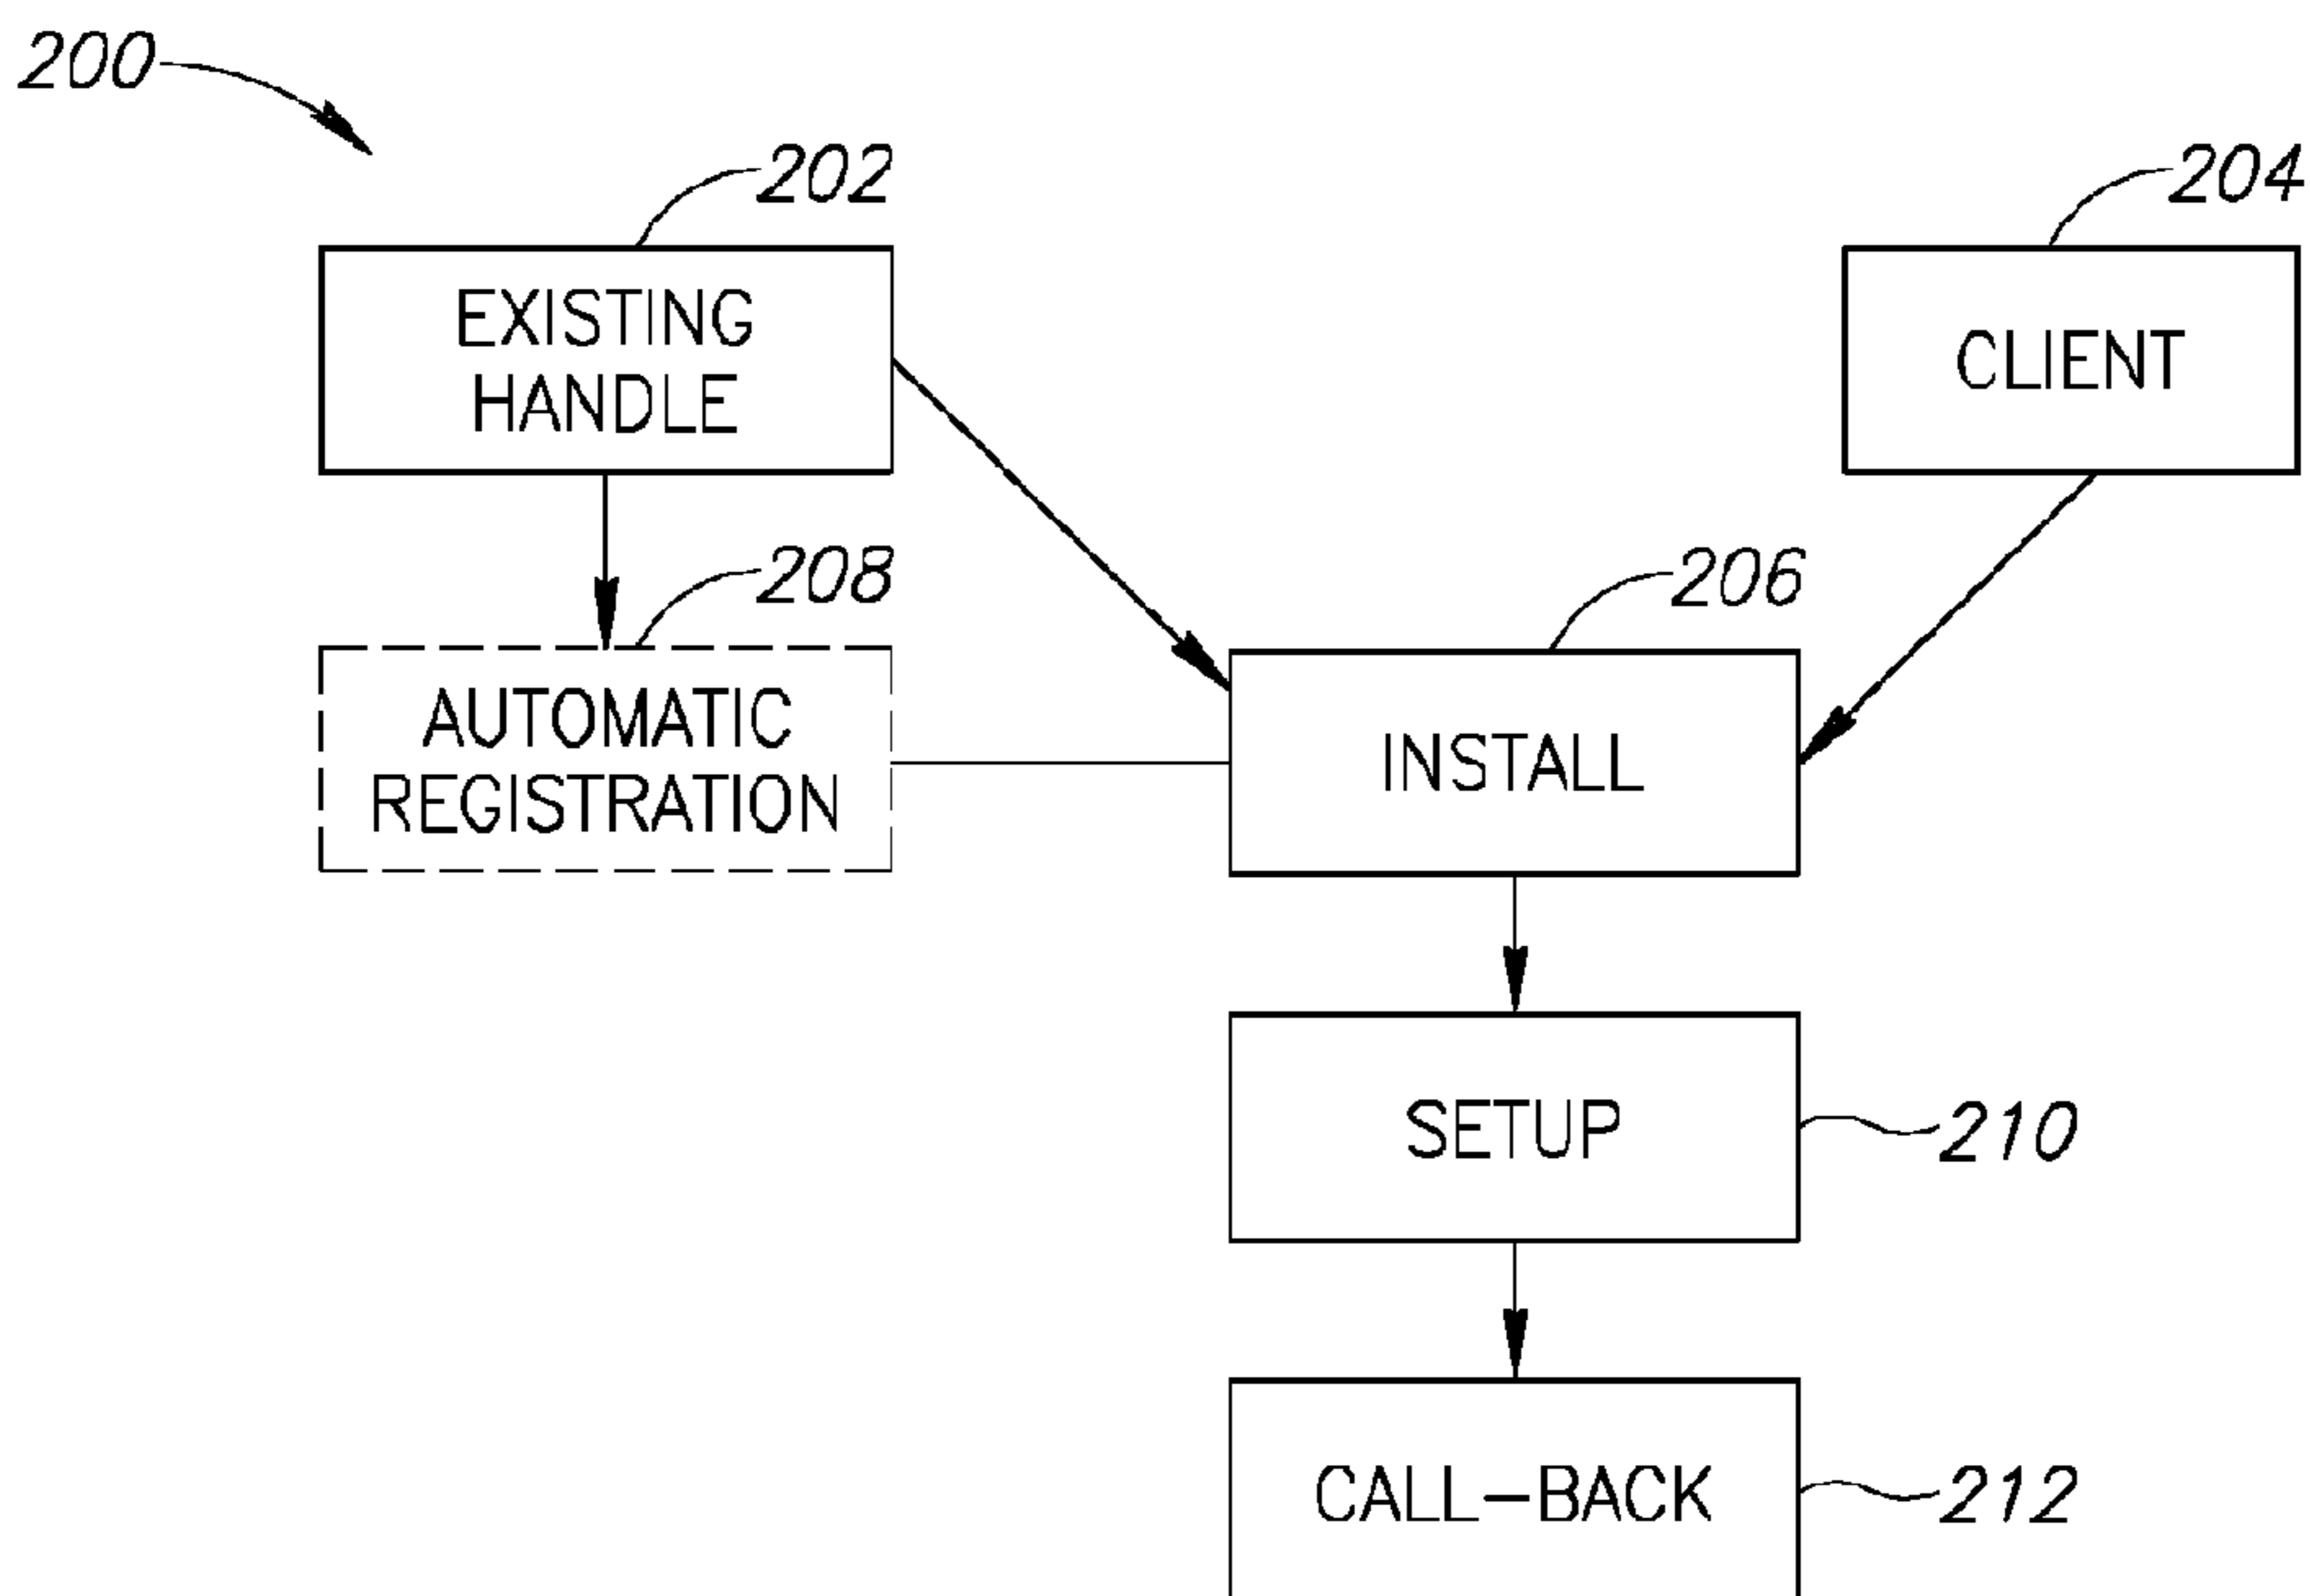 200
202
204
EXISTING
HANDLE
CLIENT
208
206
AUTOMATIC
REGISTRATION
INSTALL
SETUP
210
CALL-BACK
212